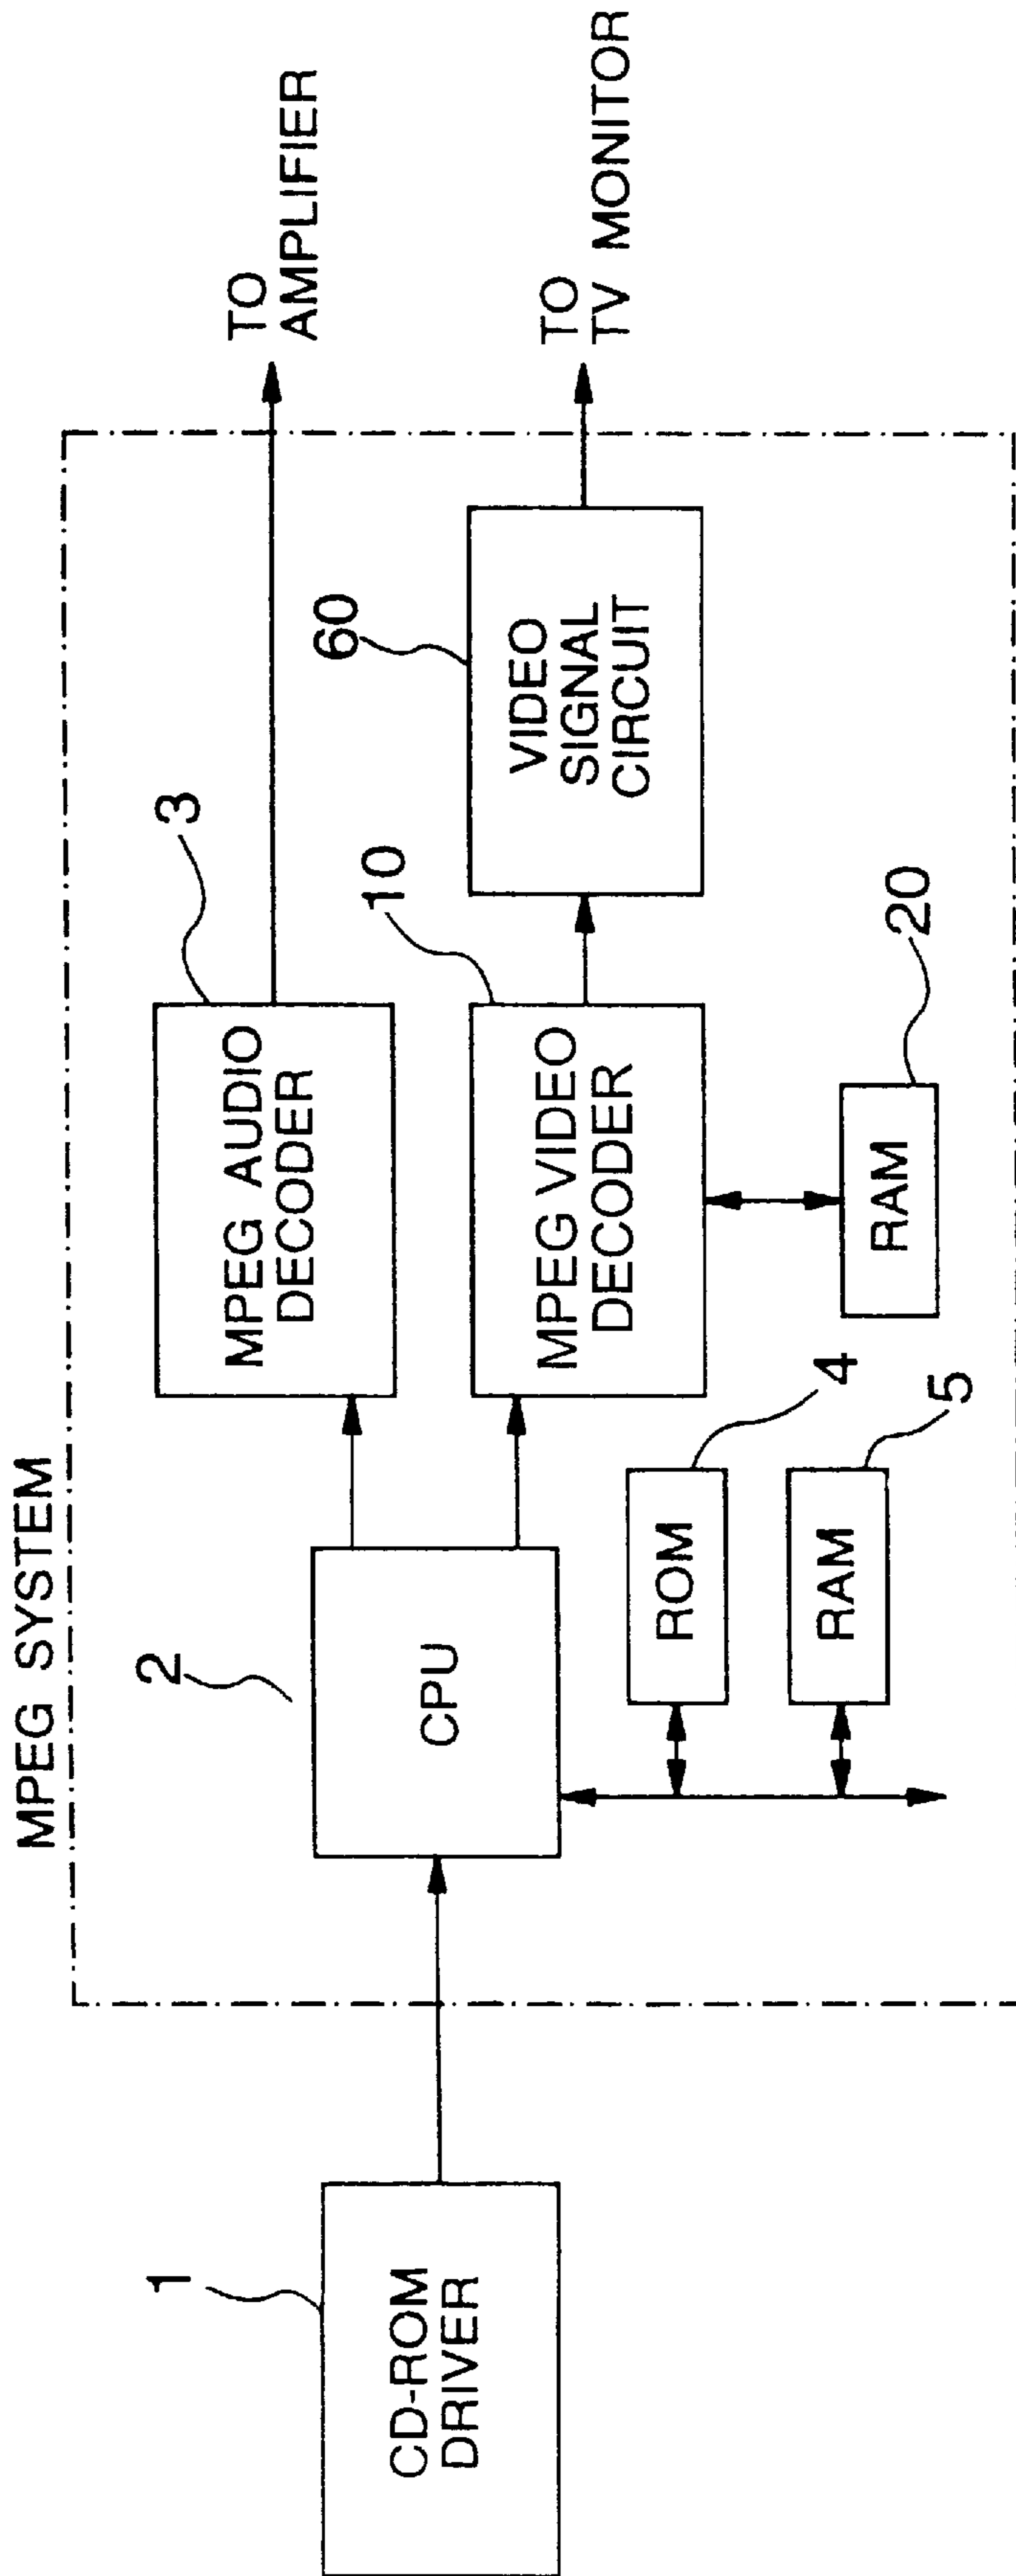 MPEG SYSTEM
1
CD-ROM
DRIVER
2
CPU
3
MPEG AUDIO
DECODER
TO
AMPLIFIER
10
MPEG VIDEO
DECODER
60
VIDEO
SIGNAL
CIRCUIT
TO
TV MONITOR
ROM
4
RAM
5
RAM
20